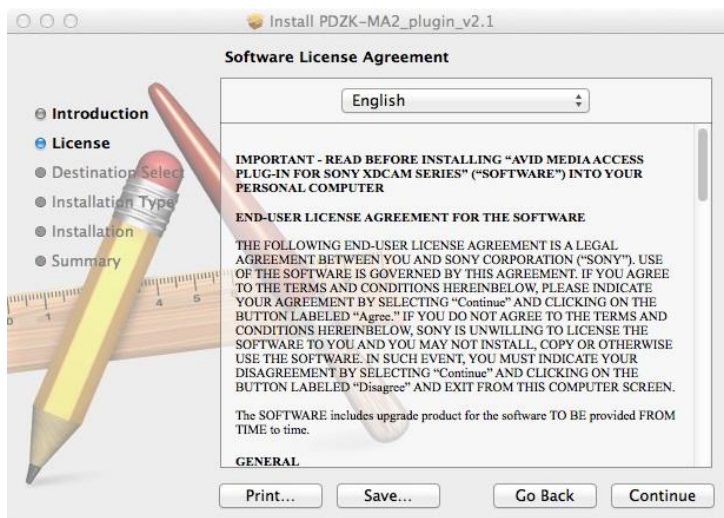 Install PDZK-MA2_plugin_v2.1
Software License Agreement
Introduction
License
Destination Select
Installation Type
Installation
Summary
English
IMPORTANT - READ BEFORE INSTALLING “AVID MEDIA ACCESS
PLUG-IN FOR SONY XDCAM SERIES” (“SOFTWARE”) INTO YOUR
PERSONAL COMPUTER
END-USER LICENSE AGREEMENT FOR THE SOFTWARE
THE FOLLOWING END-USER LICENSE AGREEMENT IS A LEGAL
AGREEMENT BETWEEN YOU AND SONY CORPORATION (“SONY”). USE
OF THE SOFTWARE IS GOVERNED BY THIS AGREEMENT. IF YOU AGREE
TO THE TERMS AND CONDITIONS HEREINBELOW, PLEASE INDICATE
YOUR AGREEMENT BY SELECTING “Continue” AND CLICKING ON THE
BUTTON LABELED “Agree.” IF YOU DO NOT AGREE TO THE TERMS AND
CONDITIONS HEREINBELOW, SONY IS UNWILLING TO LICENSE THE
SOFTWARE TO YOU AND YOU MAY NOT INSTALL, COPY OR OTHERWISE
USE THE SOFTWARE. IN SUCH EVENT, YOU MUST INDICATE YOUR
DISAGREEMENT BY SELECTING “Continue” AND CLICKING ON THE
BUTTON LABELED “Disagree” AND EXIT FROM THIS COMPUTER SCREEN.
The SOFTWARE includes upgrade product for the software TO BE provided FROM
TIME to time.
GENERAL
0 1 4 5
Print...
Save...
Go Back
Continue